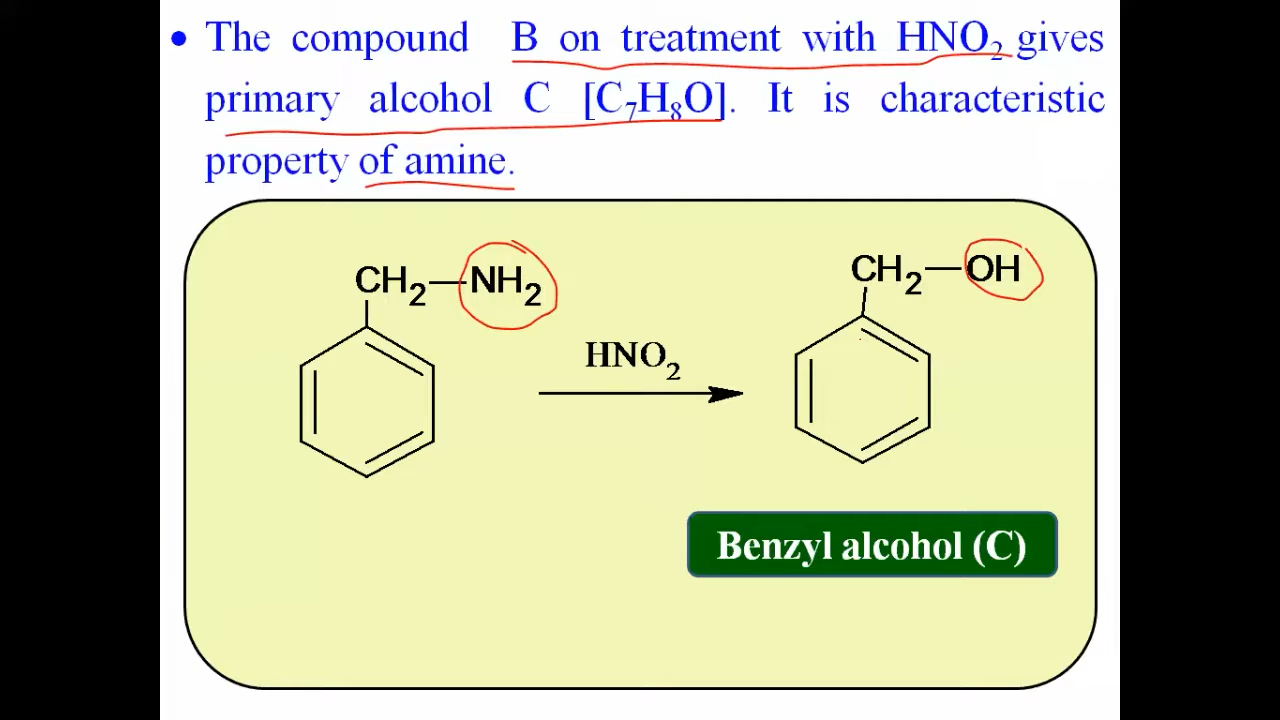 • The compound B on treatment with HNO₂ gives
primary alcohol C [C₇H₈O]. It is characteristic
property of amine.
CH₂—NH₂
CH₂—OH
HNO₂
Benzyl alcohol (C)